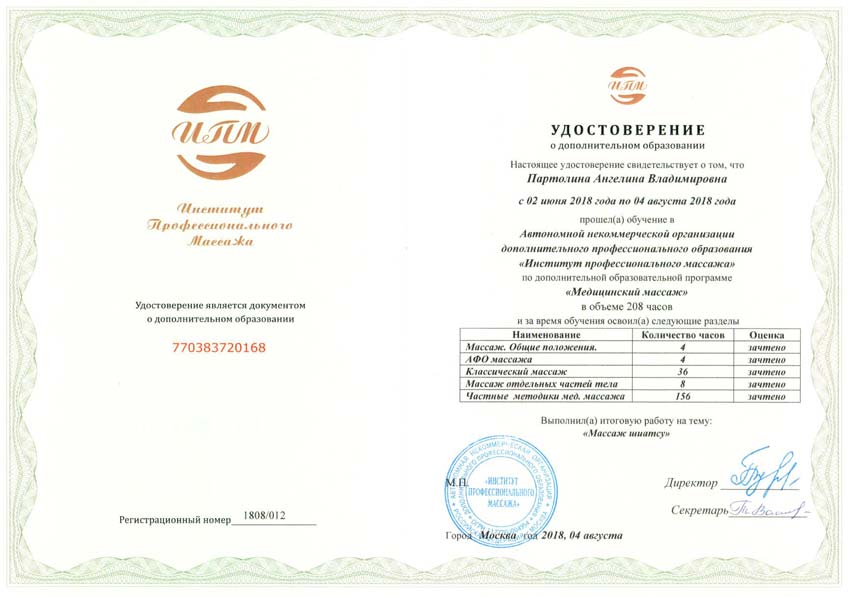 ИПМ
Институт
Профессионального
Массажа
Удостоверение является документом
о дополнительном образовании
770383720168
Регистрационный номер 1808/012
ИПМ
УДОСТОВЕРЕНИЕ
о дополнительном образовании
Настоящее удостоверение свидетельствует о том, что
Партолина Ангелина Владимировна
с 02 июня 2018 года по 04 августа 2018 года
прошел(а) обучение в
Автономной некоммерческой организации
дополнительного профессионального образования
«Институт профессионального массажа»
по дополнительной образовательной программе
«Медицинский массаж»
в объеме 208 часов
и за время обучения освоил(а) следующие разделы
Наименование Количество часов Оценка
Массаж. Общие положения. 4 зачтено
АФО массажа 4 зачтено
Классический массаж 36 зачтено
Массаж отдельных частей тела 8 зачтено
Частные методики мед. массажа 156 зачтено
Выполнил(а) итоговую работу на тему:
«Массаж шиатсу»
М.П.
«ИНСТИТУТ
ПРОФЕССИОНАЛЬНОГО
МАССАЖА»
АВТОНОМНАЯ НЕКОММЕРЧЕСКАЯ ОРГАНИЗАЦИЯ
Директор
Секретарь
Город Москва год 2018, 04 августа